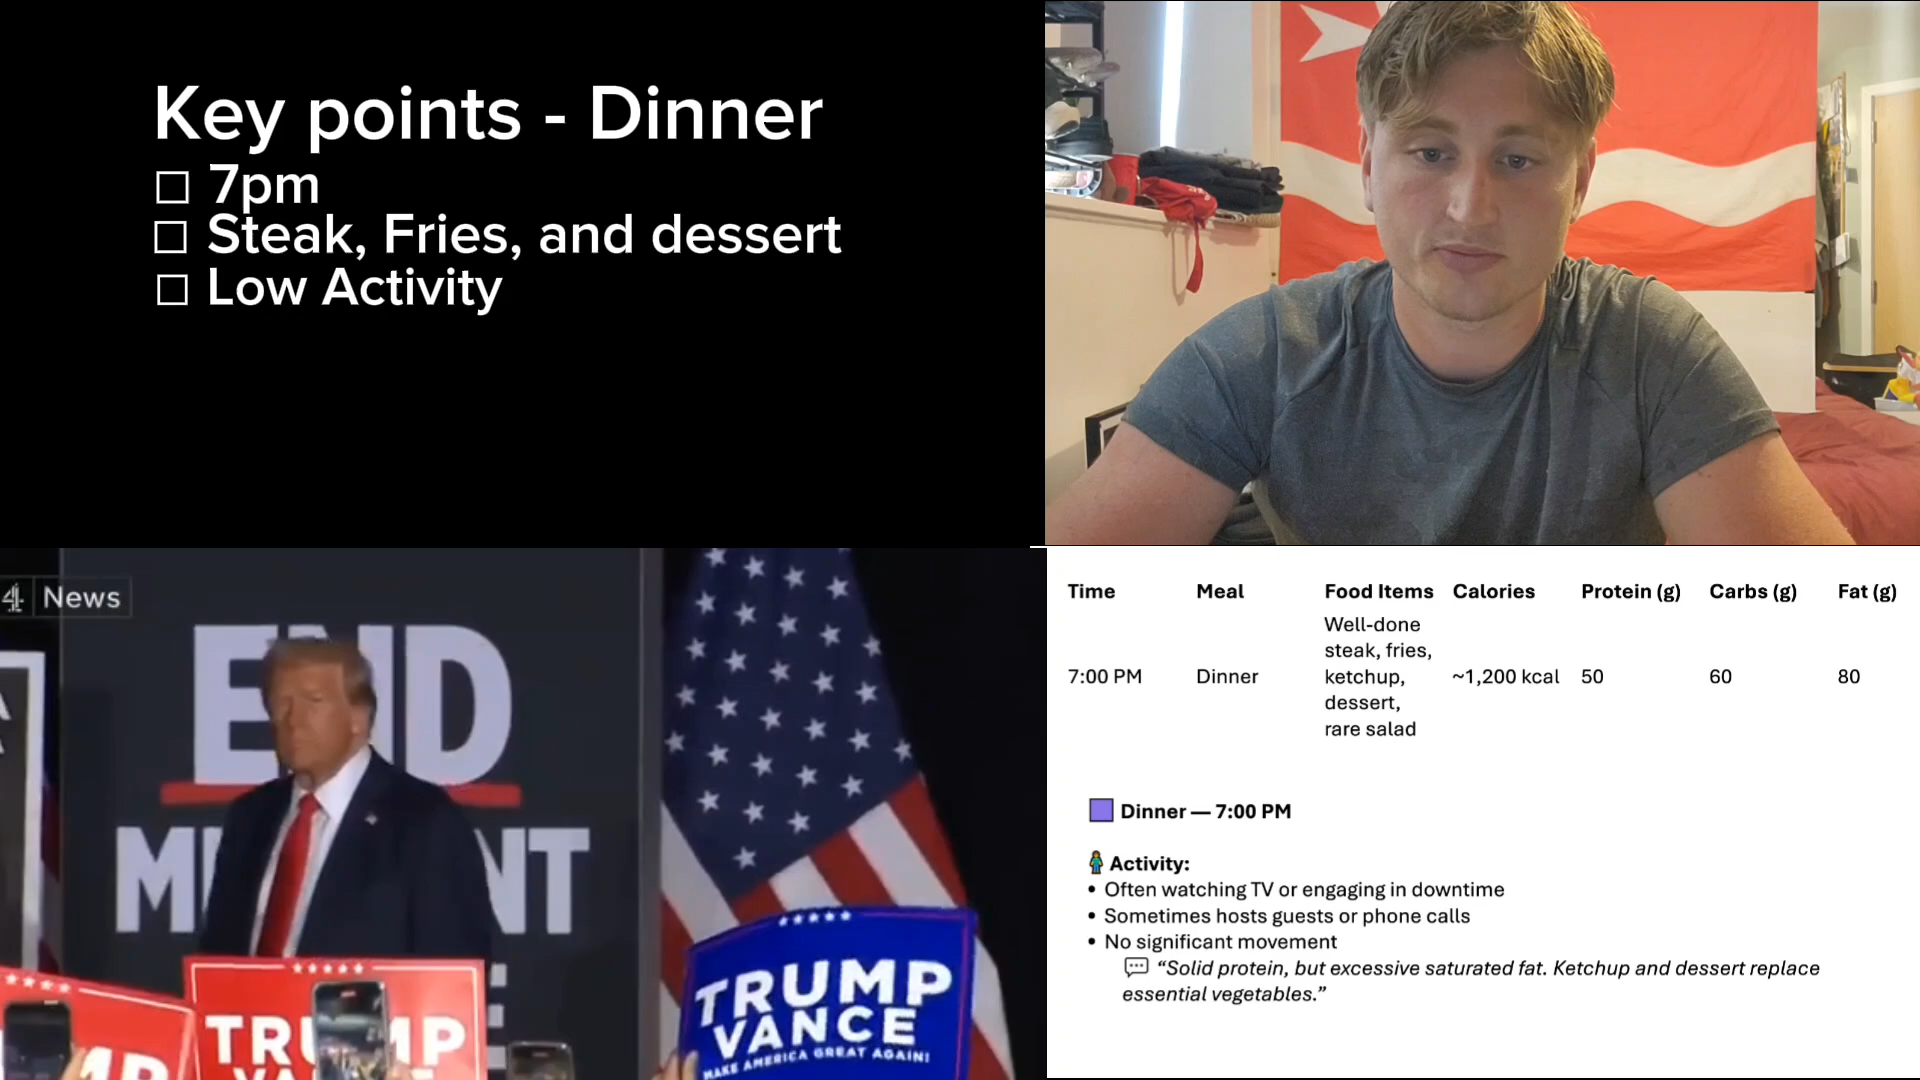 Key points - Dinner
☐ 7pm
☐ Steak, Fries, and dessert
☐ Low Activity
4 News
END
TRUMP
VANCE
MAKE AMERICA GREAT AGAIN!
Time Meal Food Items Calories Protein (g) Carbs (g) Fat (g)
7:00 PM Dinner Well-done
steak, fries,
ketchup,
dessert,
rare salad
~1,200 kcal 50 60 80
Dinner — 7:00 PM
Activity:
• Often watching TV or engaging in downtime
• Sometimes hosts guests or phone calls
• No significant movement
“Solid protein, but excessive saturated fat. Ketchup and dessert replace
essential vegetables.”